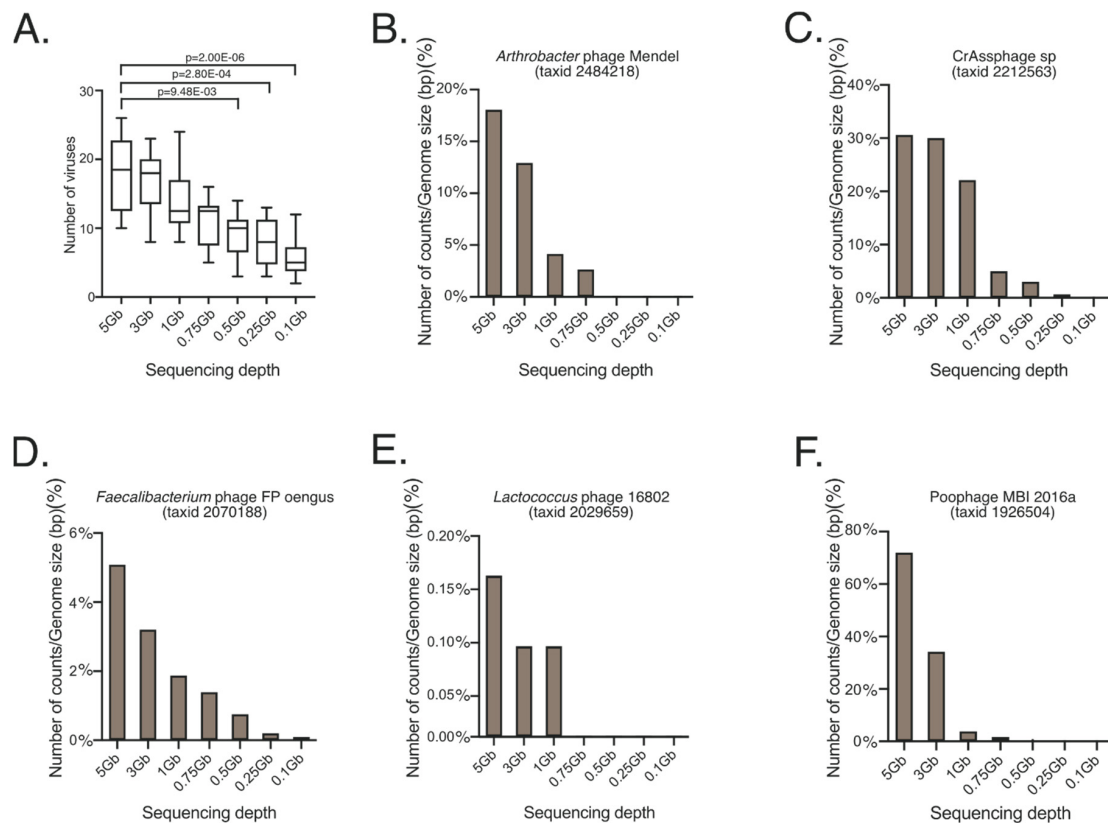 A.
p=2.00E-06
p=2.80E-04
p=9.48E-03
Number of viruses
30
20
10
0
5Gb
3Gb
1Gb
0.75Gb
0.5Gb
0.25Gb
0.1Gb
Sequencing depth
B.
Arthrobacter phage Mendel
(taxid 2484218)
Number of counts/Genome size (bp)(%)
20%
15%
10%
5%
0%
5Gb
3Gb
1Gb
0.75Gb
0.5Gb
0.25Gb
0.1Gb
Sequencing depth
C.
CrAssphage sp
(taxid 2212563)
Number of counts/Genome size (bp)(%)
40%
30%
20%
10%
0%
5Gb
3Gb
1Gb
0.75Gb
0.5Gb
0.25Gb
0.1Gb
Sequencing depth
D.
Faecalibacterium phage FP oengus
(taxid 2070188)
Number of counts/Genome size (bp)(%)
6%
4%
2%
0%
5Gb
3Gb
1Gb
0.75Gb
0.5Gb
0.25Gb
0.1Gb
Sequencing depth
E.
Lactococcus phage 16802
(taxid 2029659)
Number of counts/Genome size (bp)(%)
0.20%
0.15%
0.10%
0.05%
0.00%
5Gb
3Gb
1Gb
0.75Gb
0.5Gb
0.25Gb
0.1Gb
Sequencing depth
F.
Poophage MBI 2016a
(taxid 1926504)
Number of counts/Genome size (bp)(%)
80%
60%
40%
20%
0%
5Gb
3Gb
1Gb
0.75Gb
0.5Gb
0.25Gb
0.1Gb
Sequencing depth